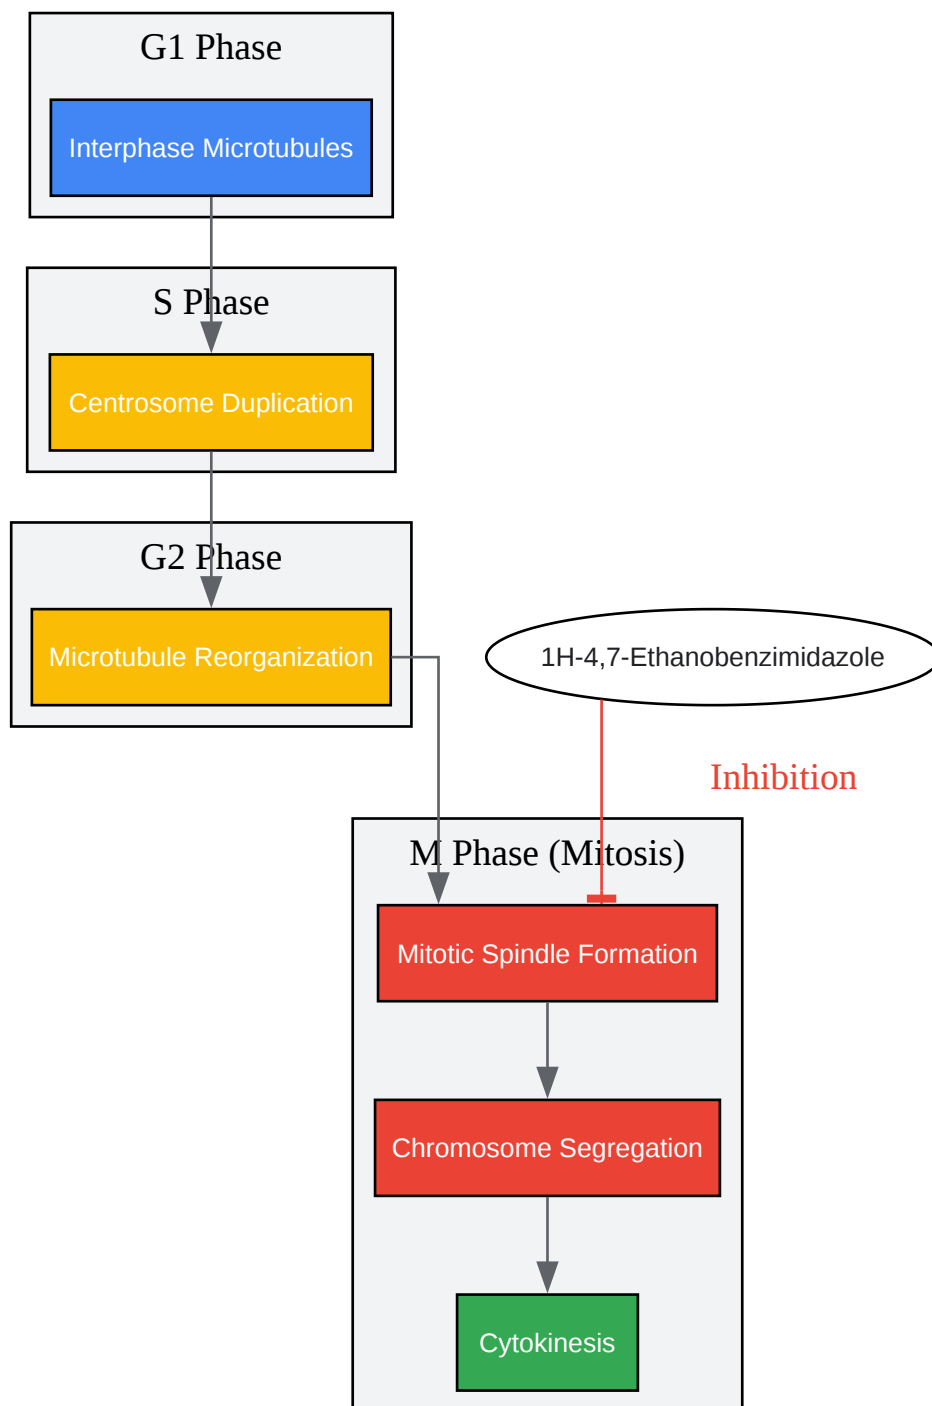 G1 Phase
Interphase Microtubules
S Phase
Centrosome Duplication
G2 Phase
Microtubule Reorganization
1H-4,7-Ethanobenzimidazole
Inhibition
M Phase (Mitosis)
Mitotic Spindle Formation
Chromosome Segregation
Cytokinesis